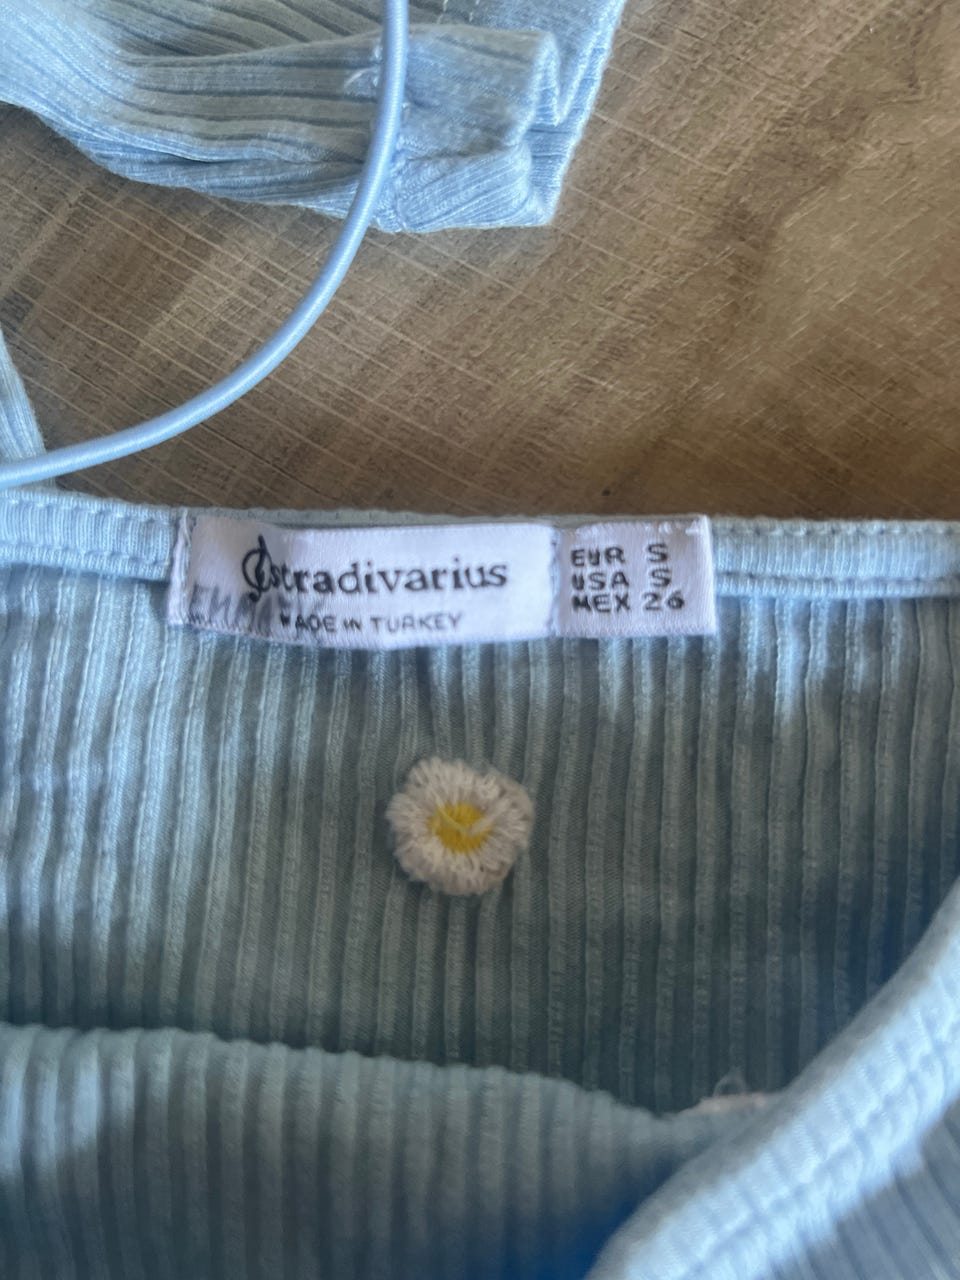 stradivarius
MADE IN TURKEY
EUR S
USA S
MEX 26